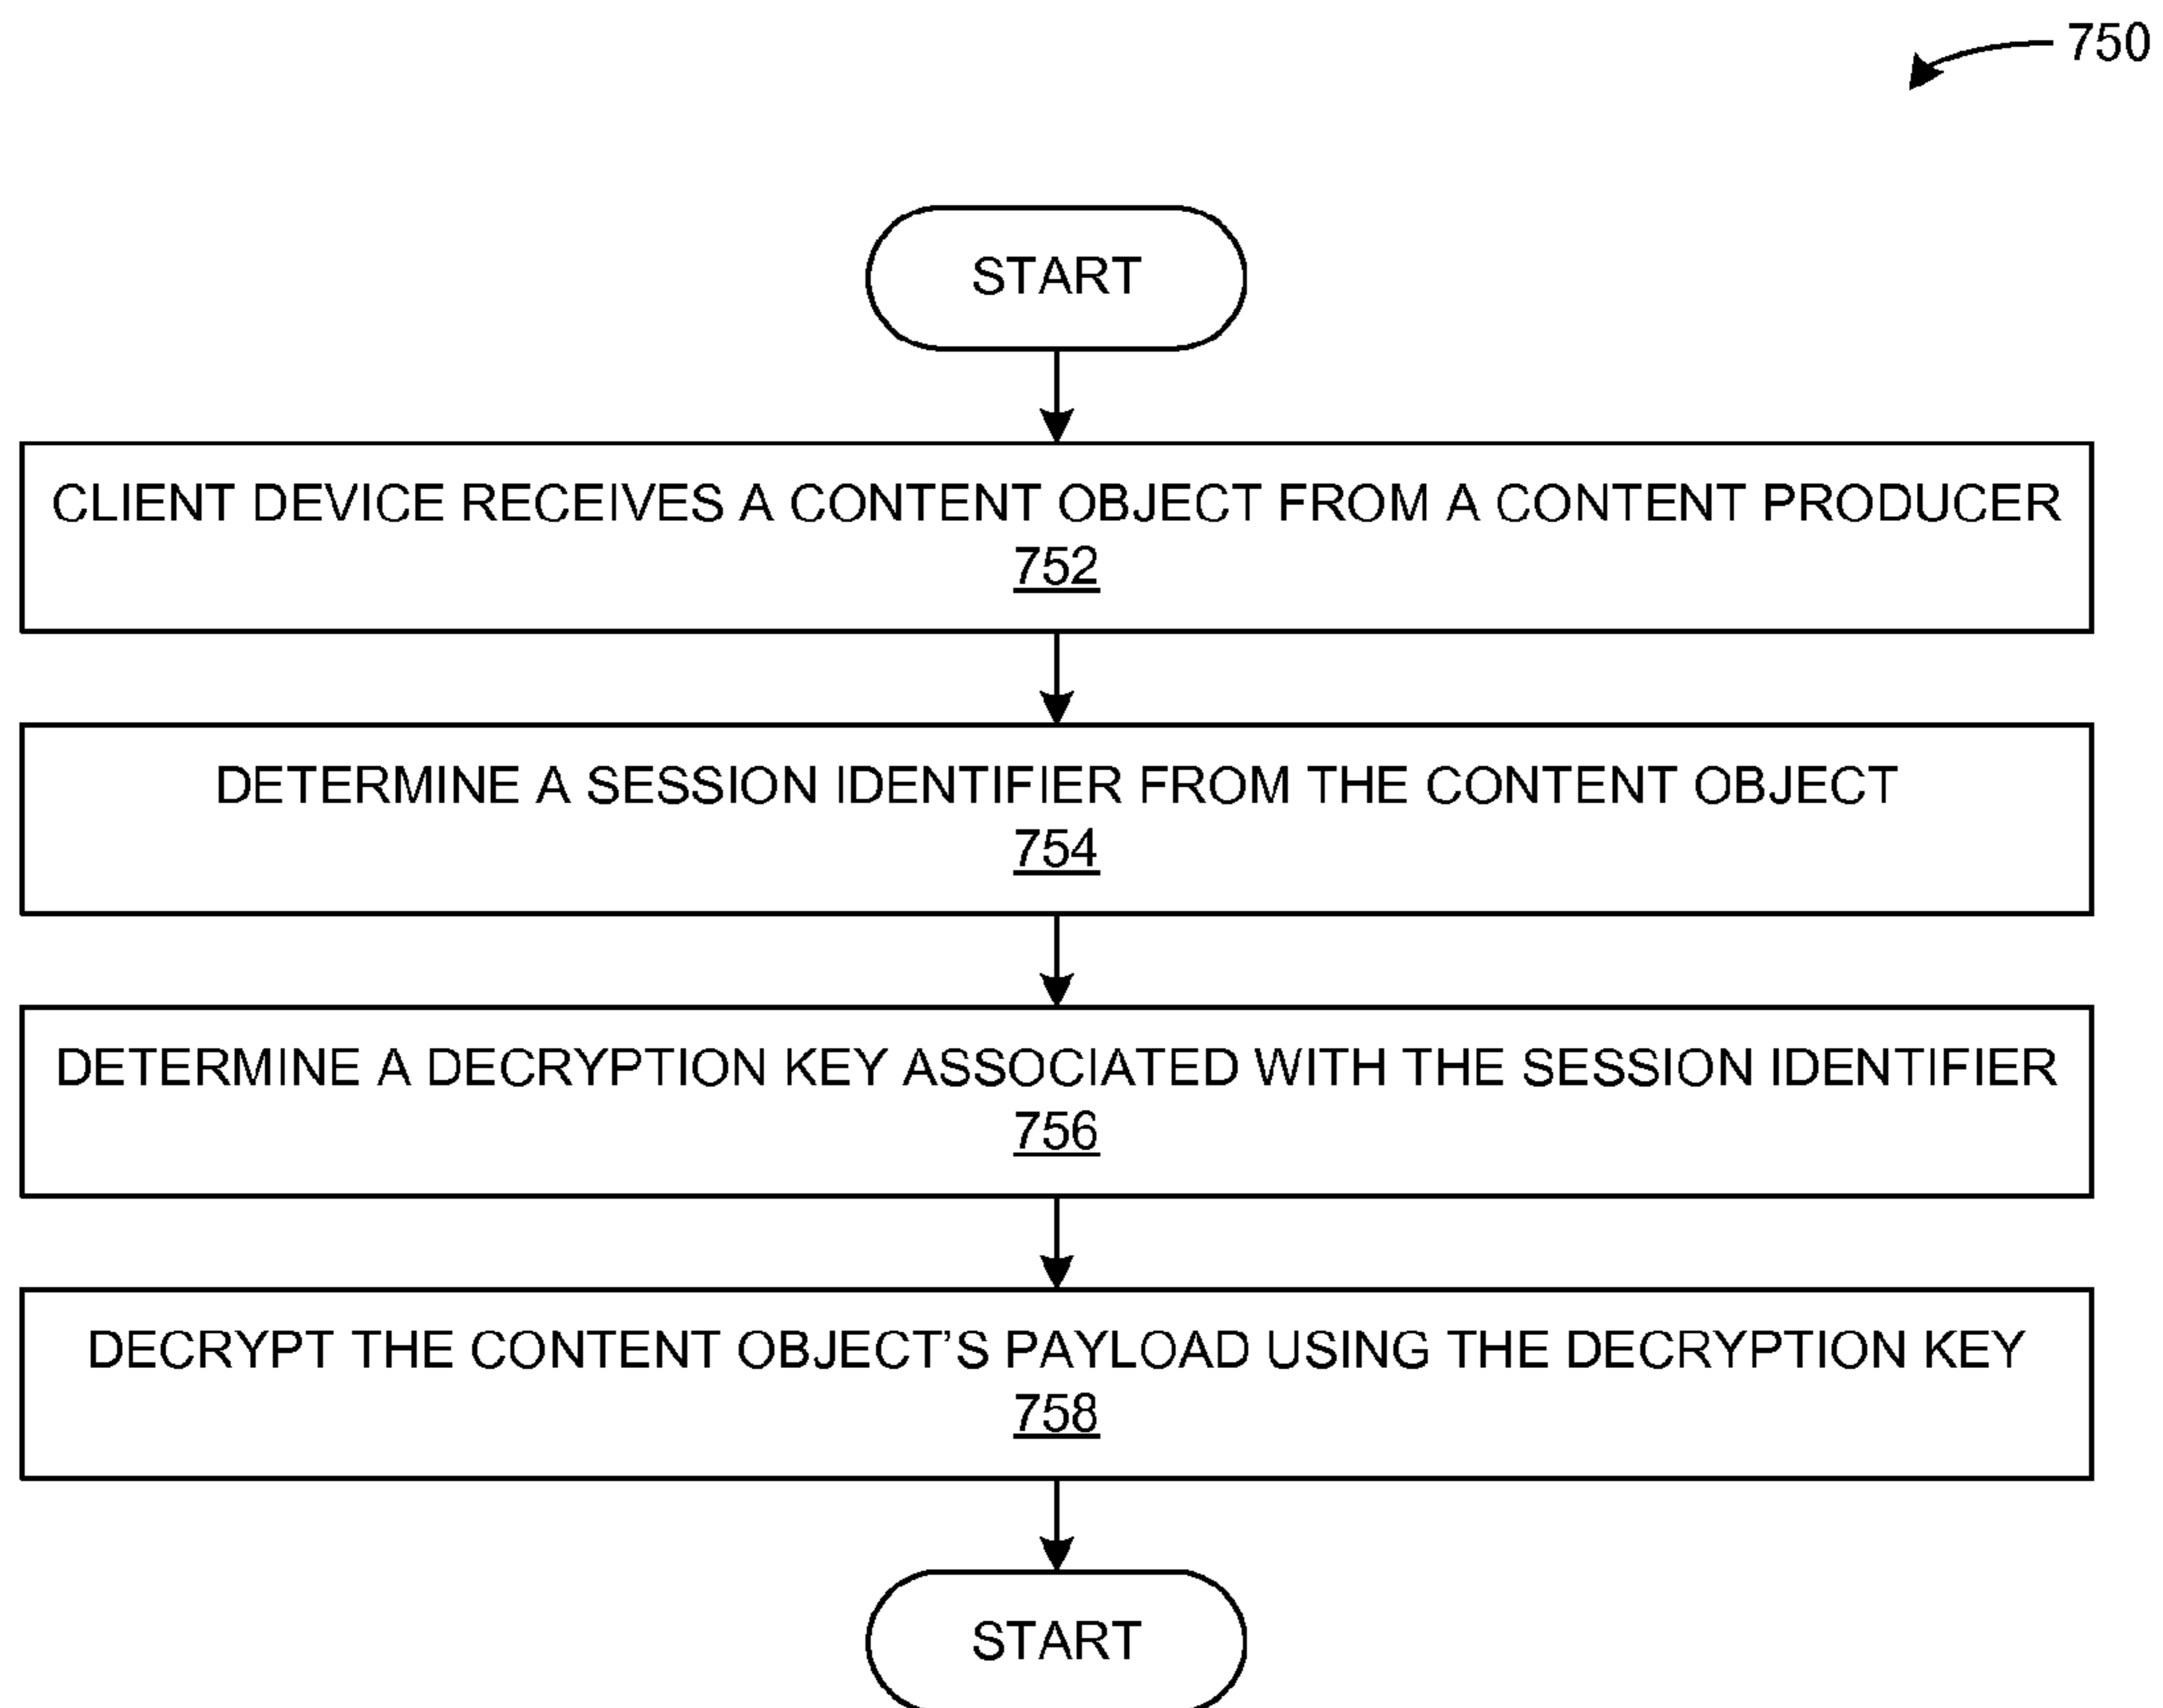 750
START
CLIENT DEVICE RECEIVES A CONTENT OBJECT FROM A CONTENT PRODUCER
752
DETERMINE A SESSION IDENTIFIER FROM THE CONTENT OBJECT
754
DETERMINE A DECRYPTION KEY ASSOCIATED WITH THE SESSION IDENTIFIER
756
DECRYPT THE CONTENT OBJECT’S PAYLOAD USING THE DECRYPTION KEY
758
START